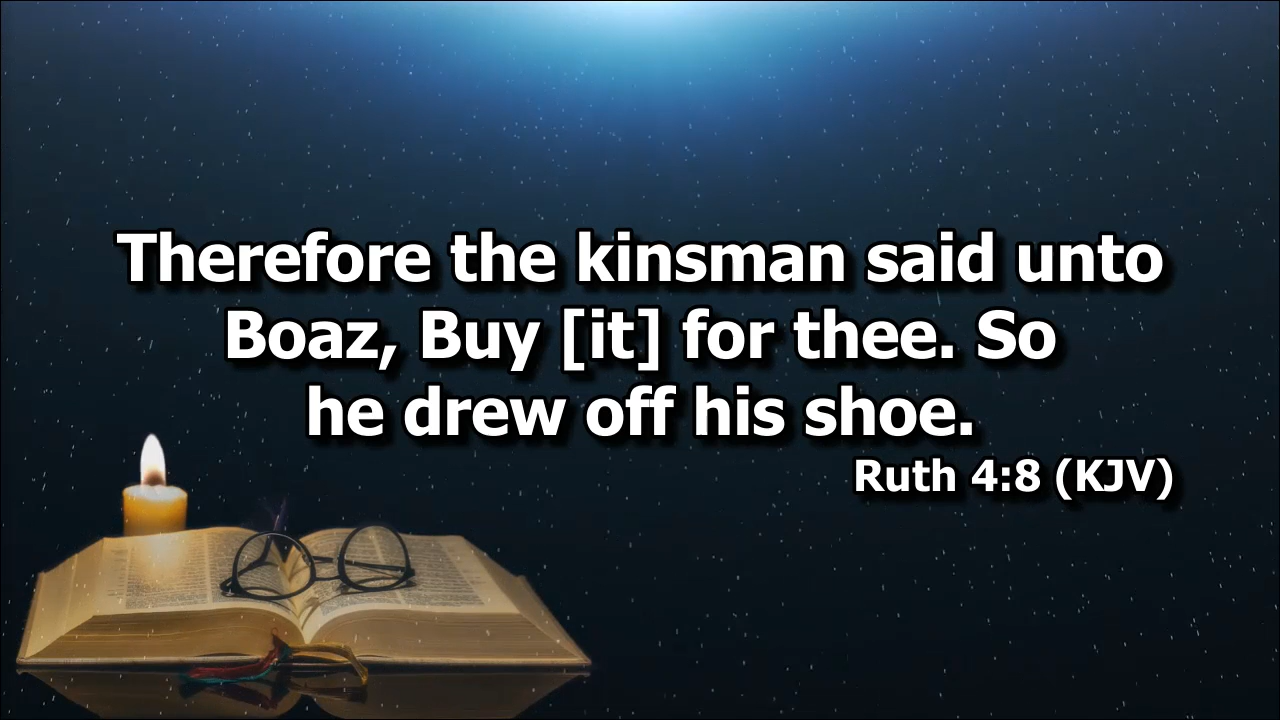 Therefore the kinsman said unto
Boaz, Buy [it] for thee. So
he drew off his shoe.
Ruth 4:8 (KJV)